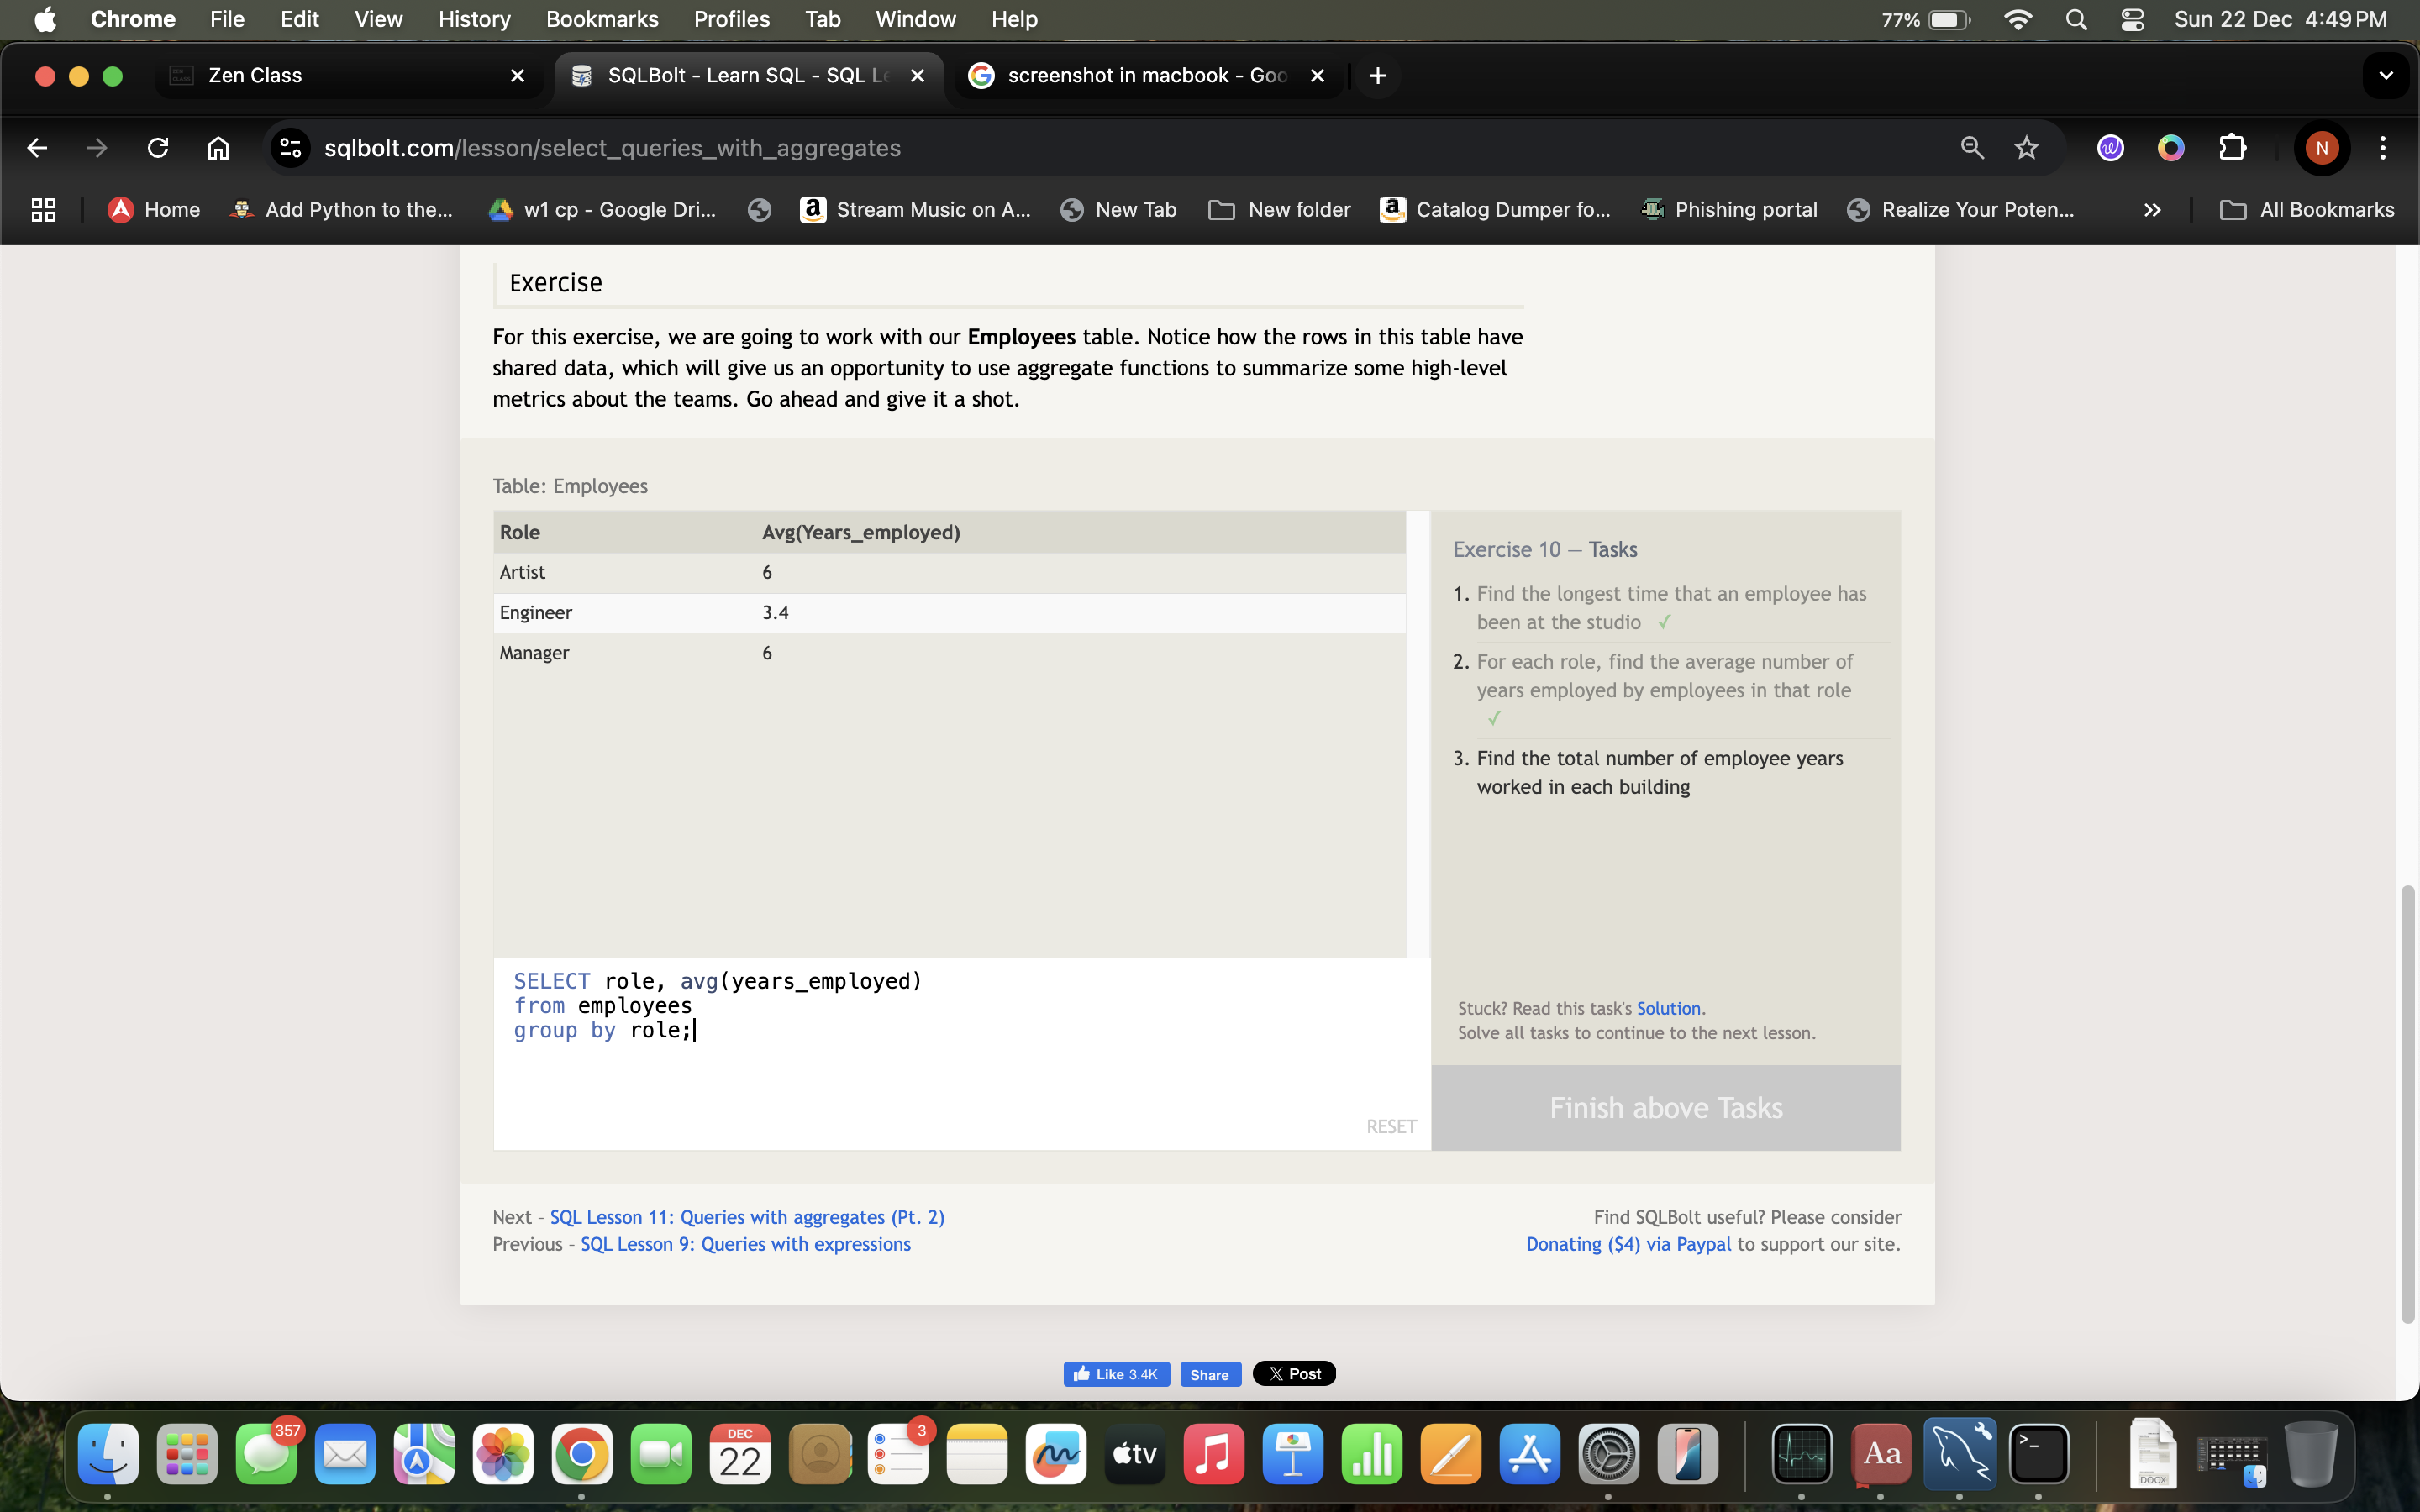 Chrome File Edit View History Bookmarks Profiles Tab Window Help 77% Sun 22 Dec 4:49 PM
Zen Class SQLBolt - Learn SQL - SQL Le screenshot in macbook - Goo
sqlbolt.com/lesson/select_queries_with_aggregates N
Home Add Python to the... w1 cp - Google Dri... Stream Music on A... New Tab New folder Catalog Dumper fo... Phishing portal Realize Your Poten... All Bookmarks
Exercise
For this exercise, we are going to work with our Employees table. Notice how the rows in this table have
shared data, which will give us an opportunity to use aggregate functions to summarize some high-level
metrics about the teams. Go ahead and give it a shot.
Table: Employees
Role Avg(Years_employed)
Artist 6
Engineer 3.4
Manager 6
Exercise 10 — Tasks
1. Find the longest time that an employee has
been at the studio ✓
2. For each role, find the average number of
years employed by employees in that role
✓
3. Find the total number of employee years
worked in each building
SELECT role, avg(years_employed)
from employees
group by role;
RESET
Stuck? Read this task's Solution.
Solve all tasks to continue to the next lesson.
Finish above Tasks
Next - SQL Lesson 11: Queries with aggregates (Pt. 2)
Previous - SQL Lesson 9: Queries with expressions
Find SQLBolt useful? Please consider
Donating ($4) via Paypal to support our site.
Like 3.4K Share X Post
357 DEC 22 3 tv Aa >_ DOCX